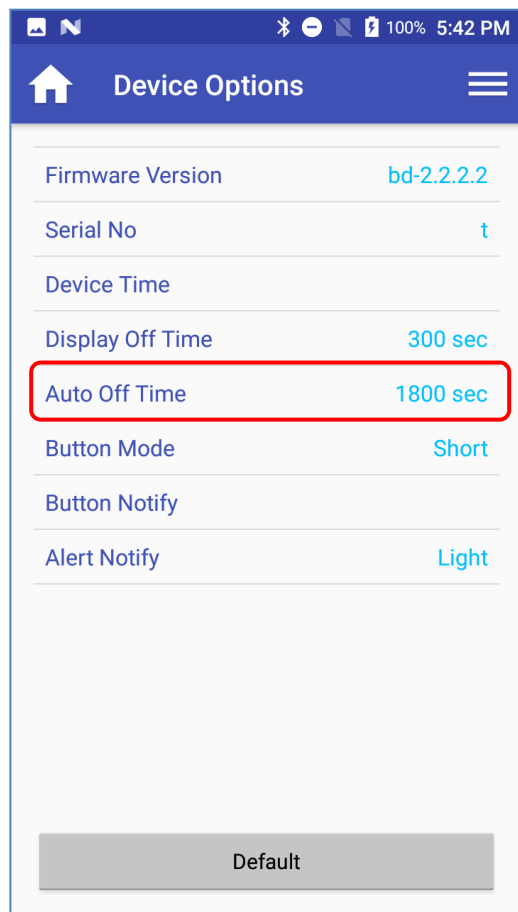 100% 5:42 PM
Device Options
Firmware Version bd-2.2.2.2
Serial No t
Device Time
Display Off Time 300 sec
Auto Off Time 1800 sec
Button Mode Short
Button Notify
Alert Notify Light
Default